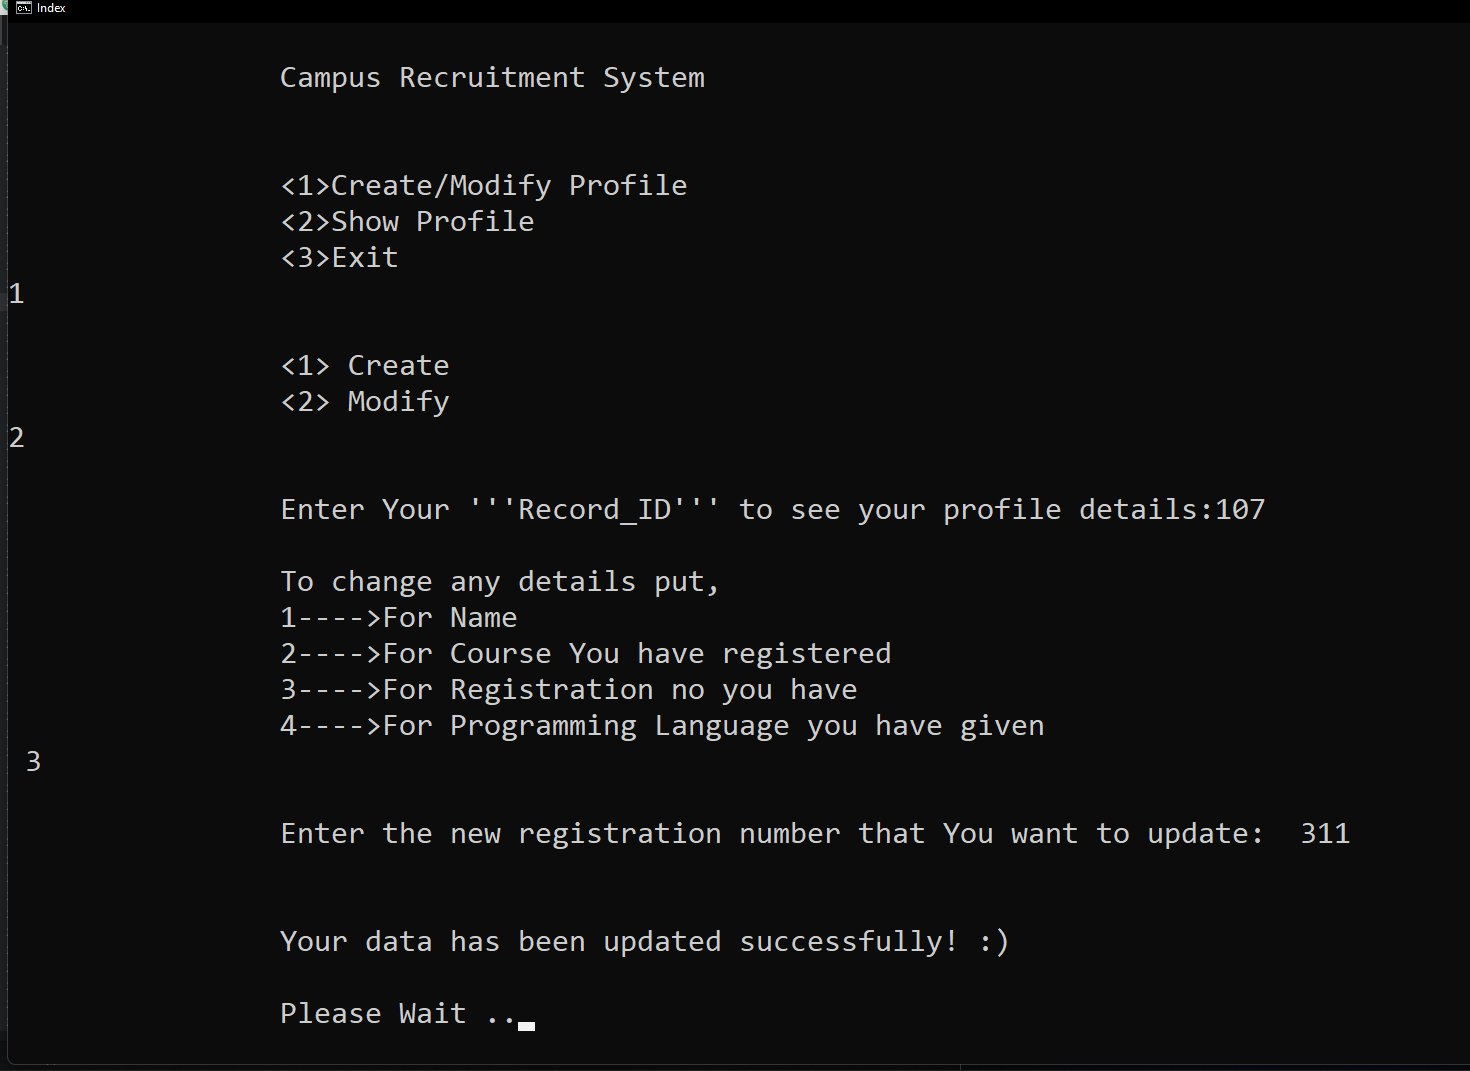 Index
Campus Recruitment System
<1>Create/Modify Profile
<2>Show Profile
<3>Exit
1
<1> Create
<2> Modify
2
Enter Your '''Record_ID''' to see your profile details:107
To change any details put,
1---->For Name
2---->For Course You have registered
3---->For Registration no you have
4---->For Programming Language you have given
3
Enter the new registration number that You want to update:  311
Your data has been updated successfully! :)
Please Wait ..